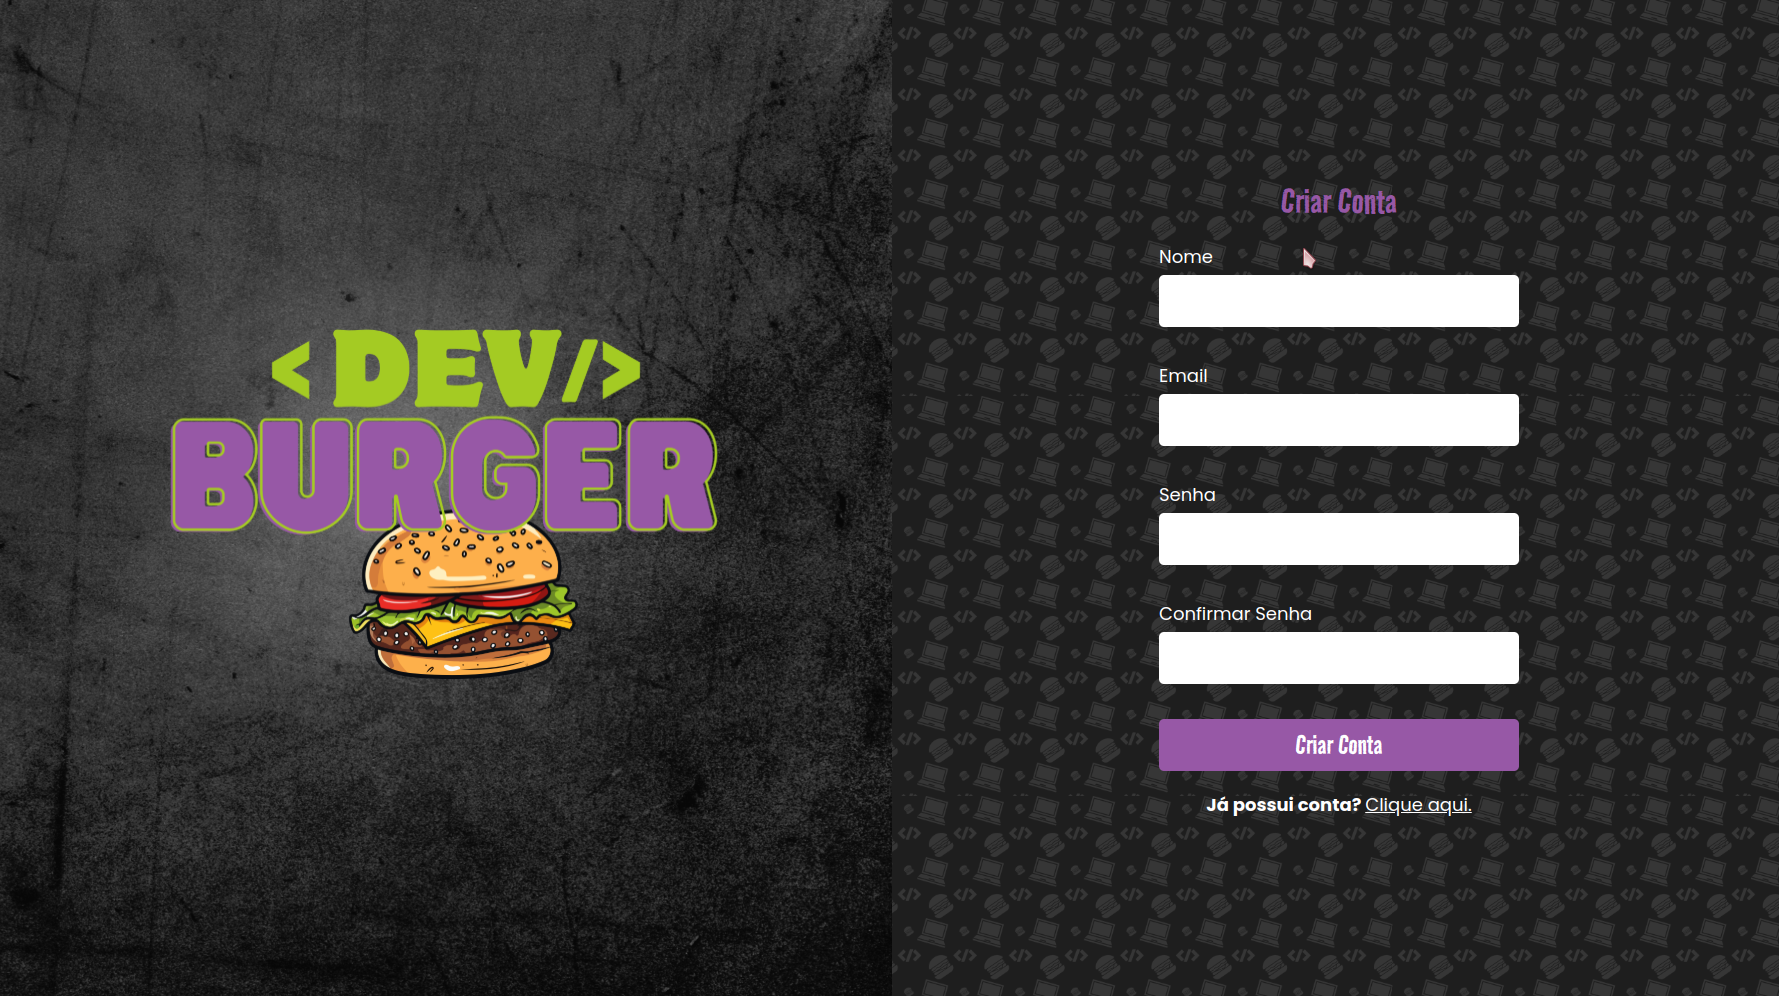 < DEV/>
BURGER
Criar Conta
Nome
Email
Senha
Confirmar Senha
Criar Conta
Já possui conta? Clique aqui.